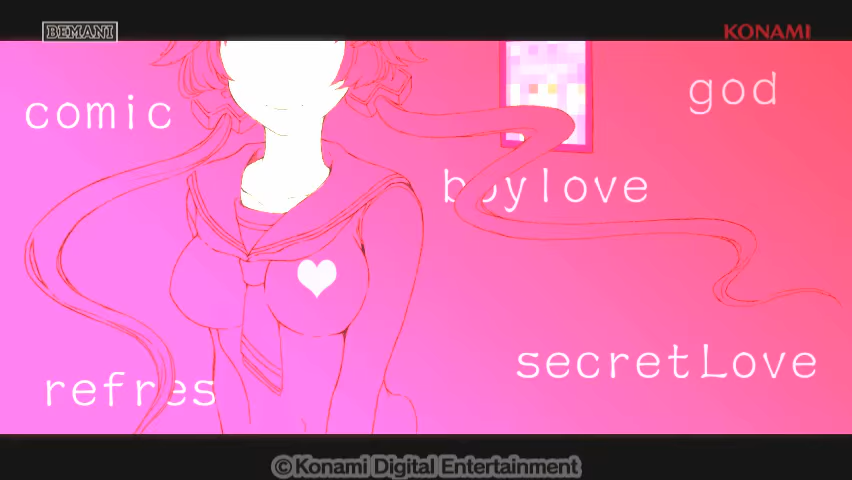 BEMANI
KONAMI
god
comic
boylove
secretLove
refres
©Konami Digital Entertainment